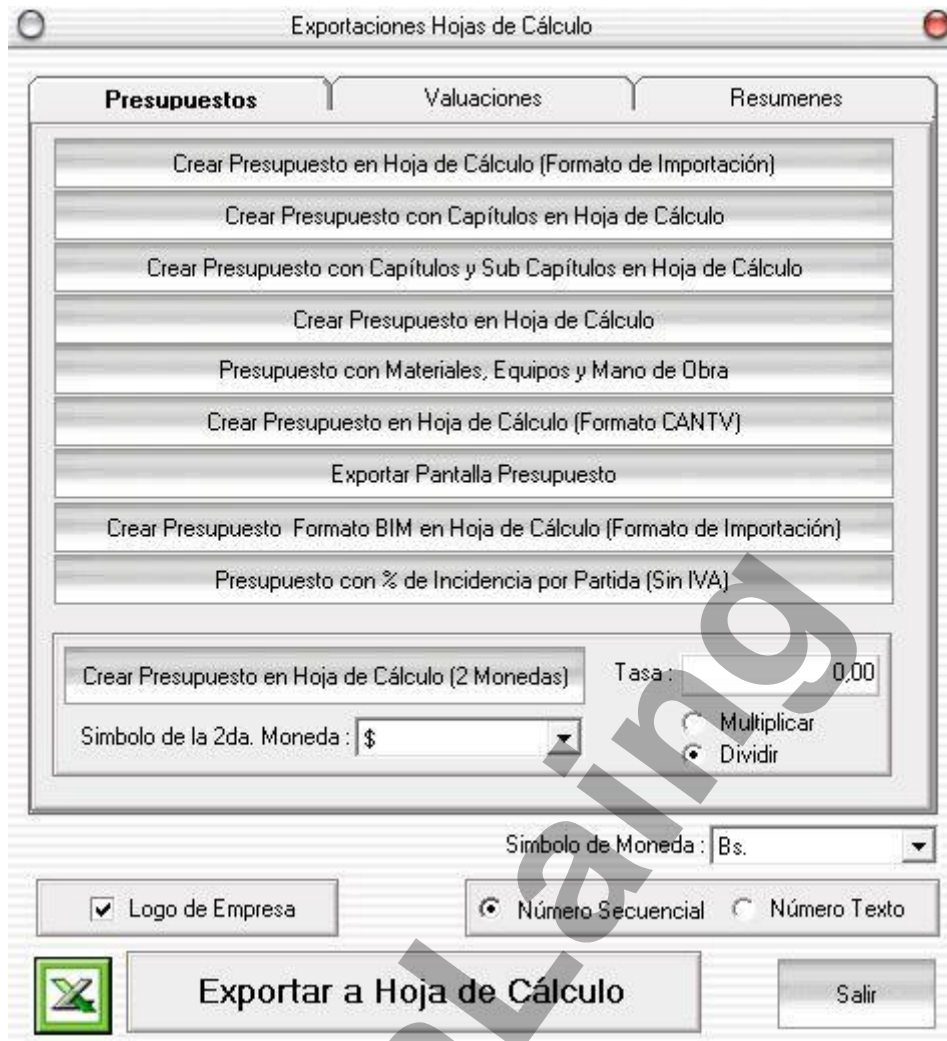 Exportaciones Hojas de Cálculo
Presupuestos Valuaciones Resumenes
Crear Presupuesto en Hoja de Cálculo (Formato de Importación)
Crear Presupuesto con Capítulos en Hoja de Cálculo
Crear Presupuesto con Capítulos y Sub Capítulos en Hoja de Cálculo
Crear Presupuesto en Hoja de Cálculo
Presupuesto con Materiales, Equipos y Mano de Obra
Crear Presupuesto en Hoja de Cálculo (Formato CANTV)
Exportar Pantalla Presupuesto
Crear Presupuesto Formato BIM en Hoja de Cálculo (Formato de Importación)
Presupuesto con % de Incidencia por Partida (Sin IVA)
Crear Presupuesto en Hoja de Cálculo (2 Monedas) Tasa : 0,00
Multiplicar
Simbolo de la 2da. Moneda : $
Dividir
Simbolo de Moneda : Bs.
Logo de Empresa Número Secuencial Número Texto
Exportar a Hoja de Cálculo Salir